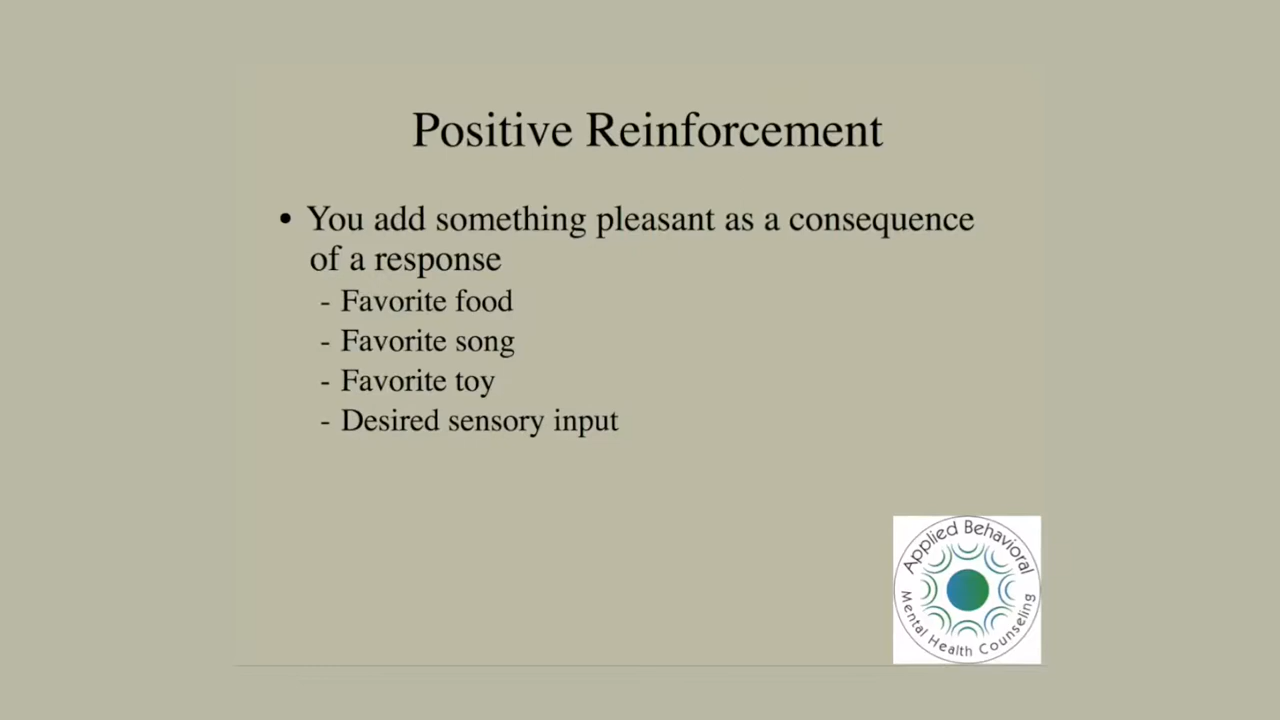 Positive Reinforcement
• You add something pleasant as a consequence
of a response
- Favorite food
- Favorite song
- Favorite toy
- Desired sensory input
Applied Behavioral
Mental Health Counseling